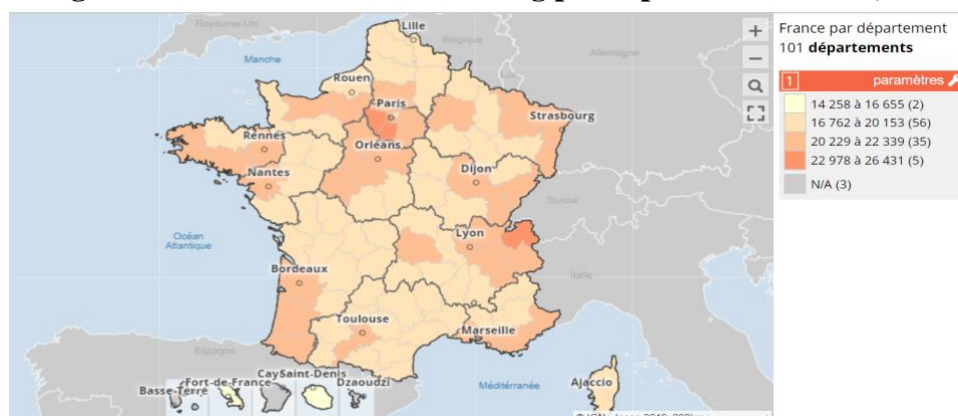 Lille
Royaume-Uni
Belgique
Allemagne
Manche
Rouen
Paris
Strasbourg
Rennes
Orléans
Nantes
Dijon
Suisse
Océan
Atlantique
Lyon
Italie
Bordeaux
Toulouse
Marseille
Espagne
Méditérranée
Ajaccio
Basse-Terre
Fort-de-France
Cay
Saint-Denis
Dzaoudzi
+
−
France par département
101 départements
1 paramètres
14 258 à 16 655 (2)
16 762 à 20 153 (56)
20 229 à 22 339 (35)
22 978 à 26 431 (5)
N/A (3)